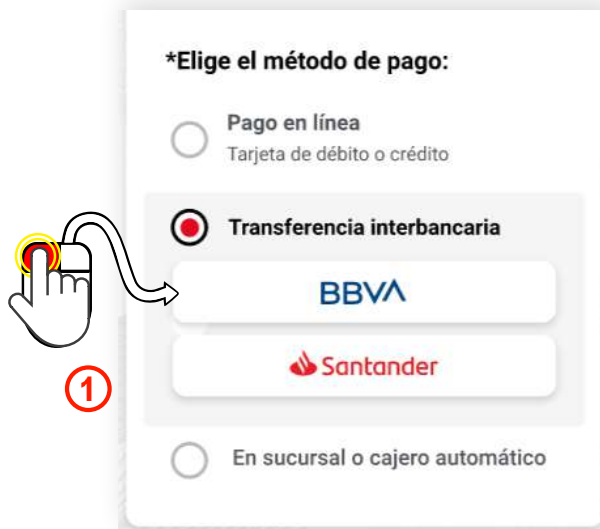 *Elige el método de pago:
Pago en línea
Tarjeta de débito o crédito
Transferencia interbancaria
BBVA
Santander
1
En sucursal o cajero automático